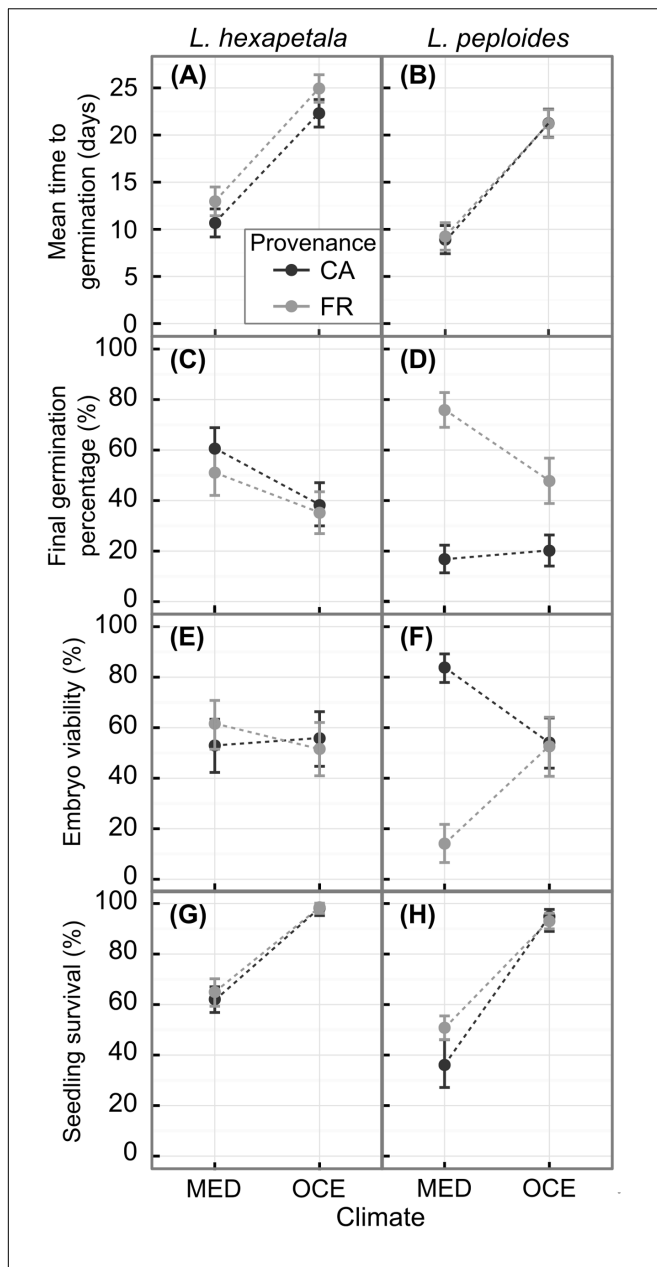 L. hexapetala L. peploides
(A) (B)
Mean time to
germination (days)
25
20
15
10
5
0
Provenance
CA
FR
(C) (D)
Final germination
percentage (%)
100
80
60
40
20
0
(E) (F)
Embryo viability (%)
100
80
60
40
20
0
(G) (H)
Seedling survival (%)
100
80
60
40
20
0
MED OCE MED OCE
Climate